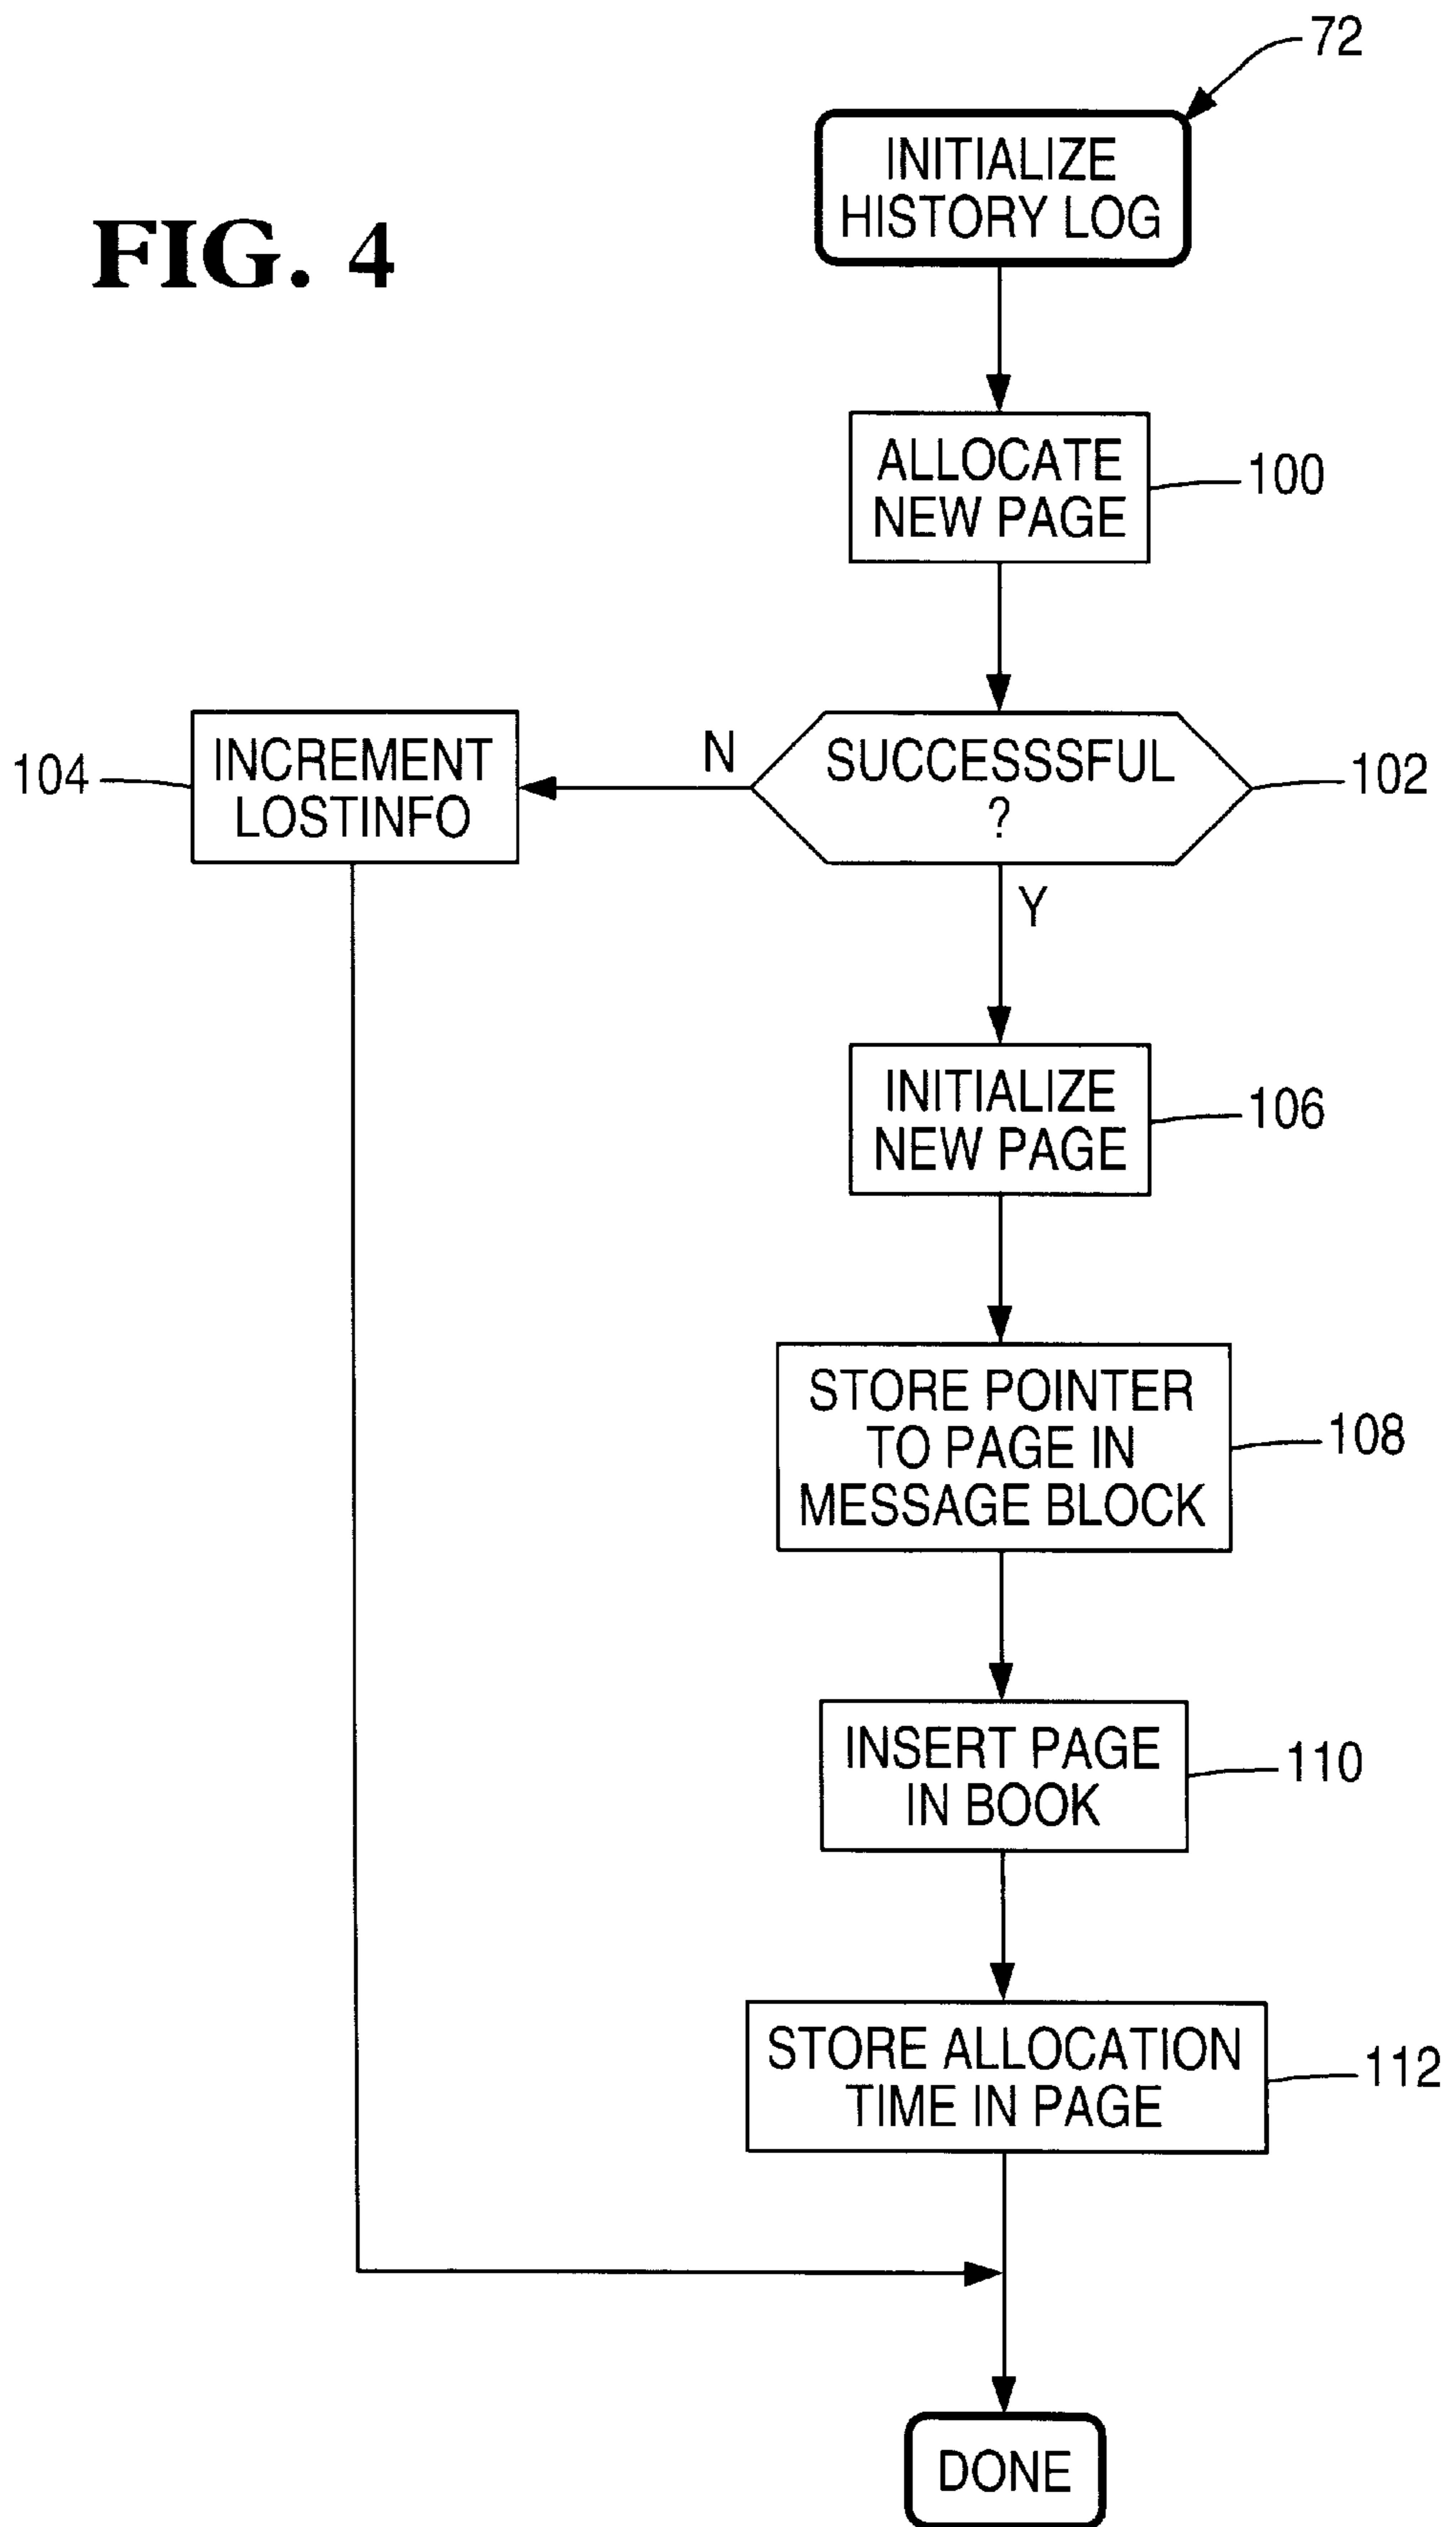 72
INITIALIZE
HISTORY LOG
FIG. 4
ALLOCATE
NEW PAGE
100
SUCCESSSFUL
?
102
N
INCREMENT
LOSTINFO
104
Y
INITIALIZE
NEW PAGE
106
STORE POINTER
TO PAGE IN
MESSAGE BLOCK
108
INSERT PAGE
IN BOOK
110
STORE ALLOCATION
TIME IN PAGE
112
DONE